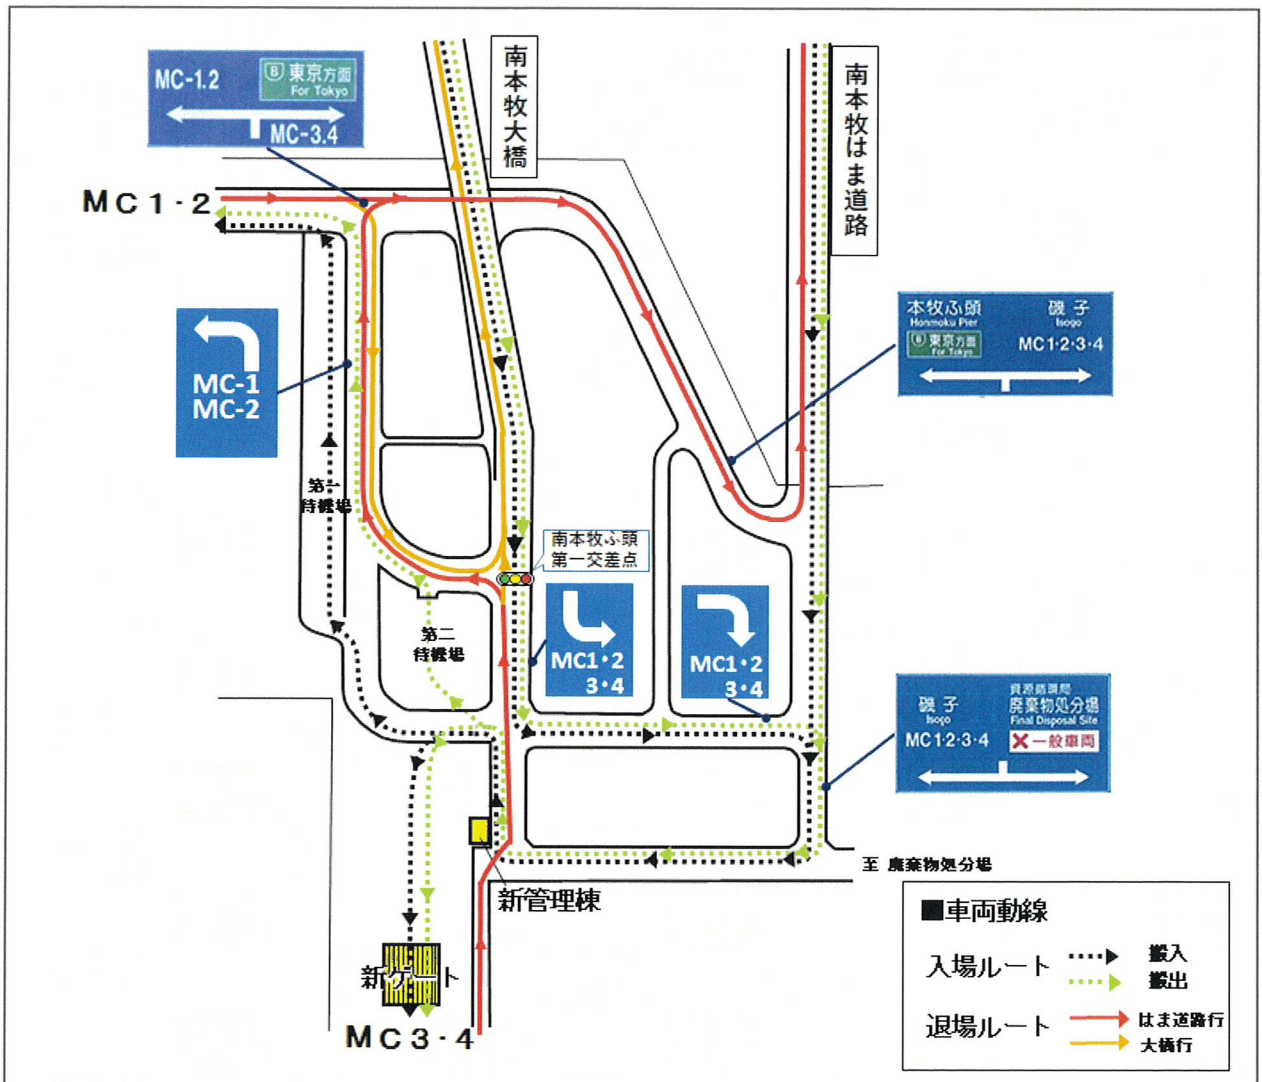 MC-1.2
B 東京方面
For Tokyo
MC-3.4
南本牧大橋
南本牧はま道路
MC1・2
本牧ふ頭
Honmoku Pier
B 東京方面
For Tokyo
磯子
Isogo
MC1・2・3・4
MC-1
MC-2
第一
待機場
南本牧ふ頭
第一交差点
第二
待機場
MC1・2
3・4
MC1・2
3・4
磯子
Isogo
MC1・2・3・4
資源循環局
廃棄物処分場
Final Disposal Site
×一般車両
至 廃棄物処分場
新管理棟
新ゲート
MC3・4
■車両動線
入場ルート
搬入
搬出
退場ルート
はま道路行
大橋行